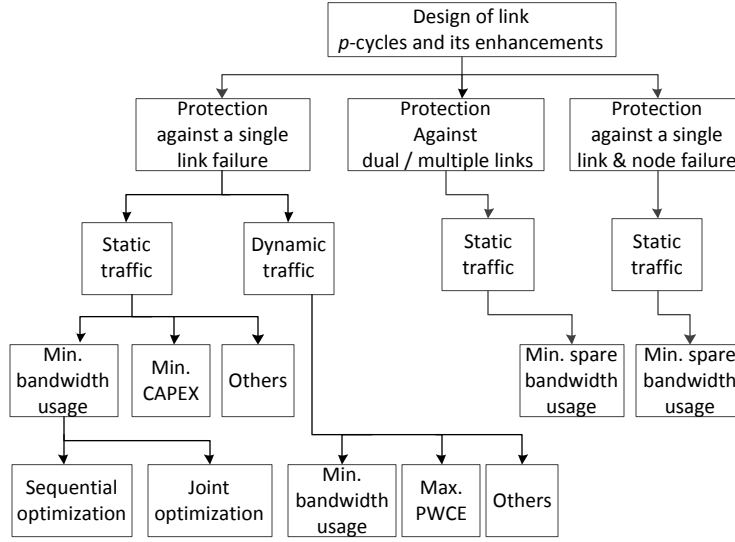 Design of link
p-cycles and its enhancements
Protection
against a single
link failure
Protection
Against
dual / multiple links
Protection
against a single
link & node failure
Static
traffic
Dynamic
traffic
Static
traffic
Static
traffic
Min.
bandwidth
usage
Min.
CAPEX
Others
Min. spare
bandwidth
usage
Min. spare
bandwidth
usage
Sequential
optimization
Joint
optimization
Min.
bandwidth
usage
Max.
PWCE
Others